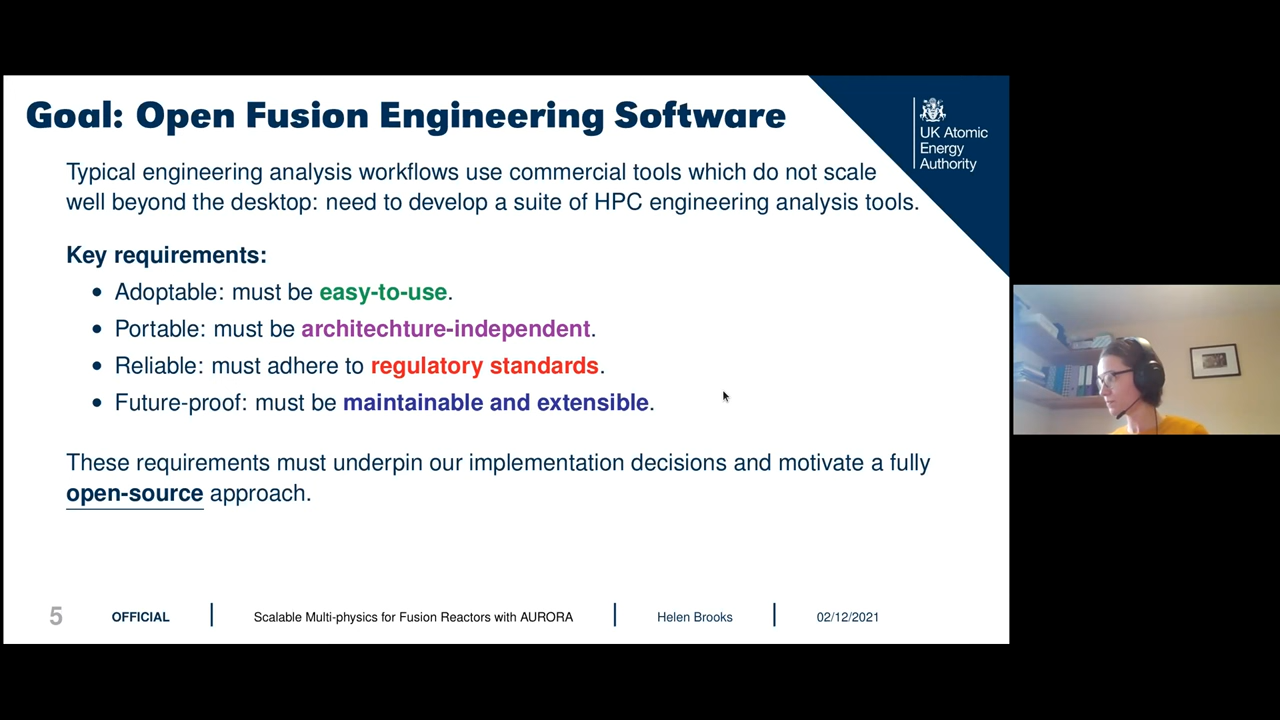 Goal: Open Fusion Engineering Software
UK Atomic
Energy
Authority
Typical engineering analysis workflows use commercial tools which do not scale
well beyond the desktop: need to develop a suite of HPC engineering analysis tools.
Key requirements:
• Adoptable: must be easy-to-use.
• Portable: must be architechture-independent.
• Reliable: must adhere to regulatory standards.
• Future-proof: must be maintainable and extensible.
These requirements must underpin our implementation decisions and motivate a fully
open-source approach.
5 OFFICIAL Scalable Multi-physics for Fusion Reactors with AURORA Helen Brooks 02/12/2021